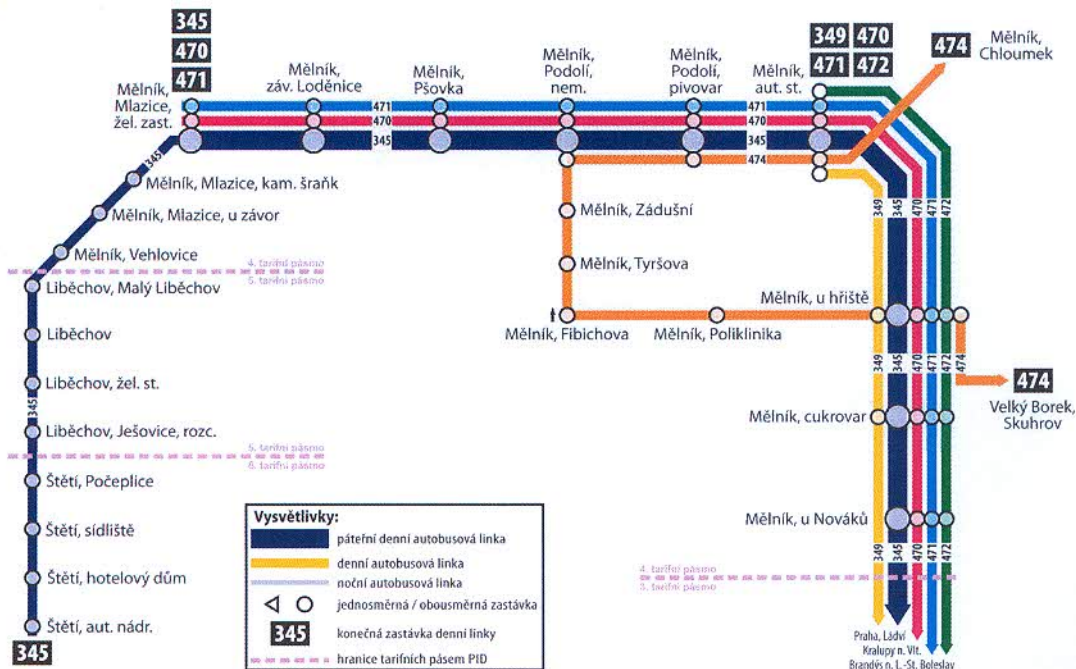 345
470
471
349 470
471 472
474
Mělník,
Chloumek
Mělník,
Mlazice,
žel. zast.
Mělník,
záv. Loděnice
Mělník,
Pšovka
Mělník,
Podolí,
nem.
Mělník,
Podolí,
pivovar
Mělník,
aut. st.
471
470
345
471
470
345
474
345
Mělník, Mlazice, kam. šraňk
Mělník, Mlazice, u závor
Mělník, Vehlovice
4. tarifní pásmo
5. tarifní pásmo
Liběchov, Malý Liběchov
Liběchov
Liběchov, žel. st.
345
Liběchov, Ješovice, rozc.
5. tarifní pásmo
6. tarifní pásmo
Štětí, Počeplice
Štětí, sídliště
Štětí, hotelový dům
Štětí, aut. nádr.
345
Mělník, Zádušní
Mělník, Tyršova
Mělník, Fibichova
Mělník, Poliklinika
349
345
470
471
472
Mělník, u hřiště
349
345
470
471
472
474
474
Velký Borek,
Skuhrov
Mělník, cukrovar
Mělník, u Nováků
349
345
470
471
472
4. tarifní pásmo
3. tarifní pásmo
Praha, Ládví
Kralupy n. Vlt.
Brandýs n. L.-St. Boleslav
Vysvětlivky:
páteřní denní autobusová linka
denní autobusová linka
noční autobusová linka
jednosměrná / obousměrná zastávka
345
konečná zastávka denní linky
hranice tarifních pásem PID